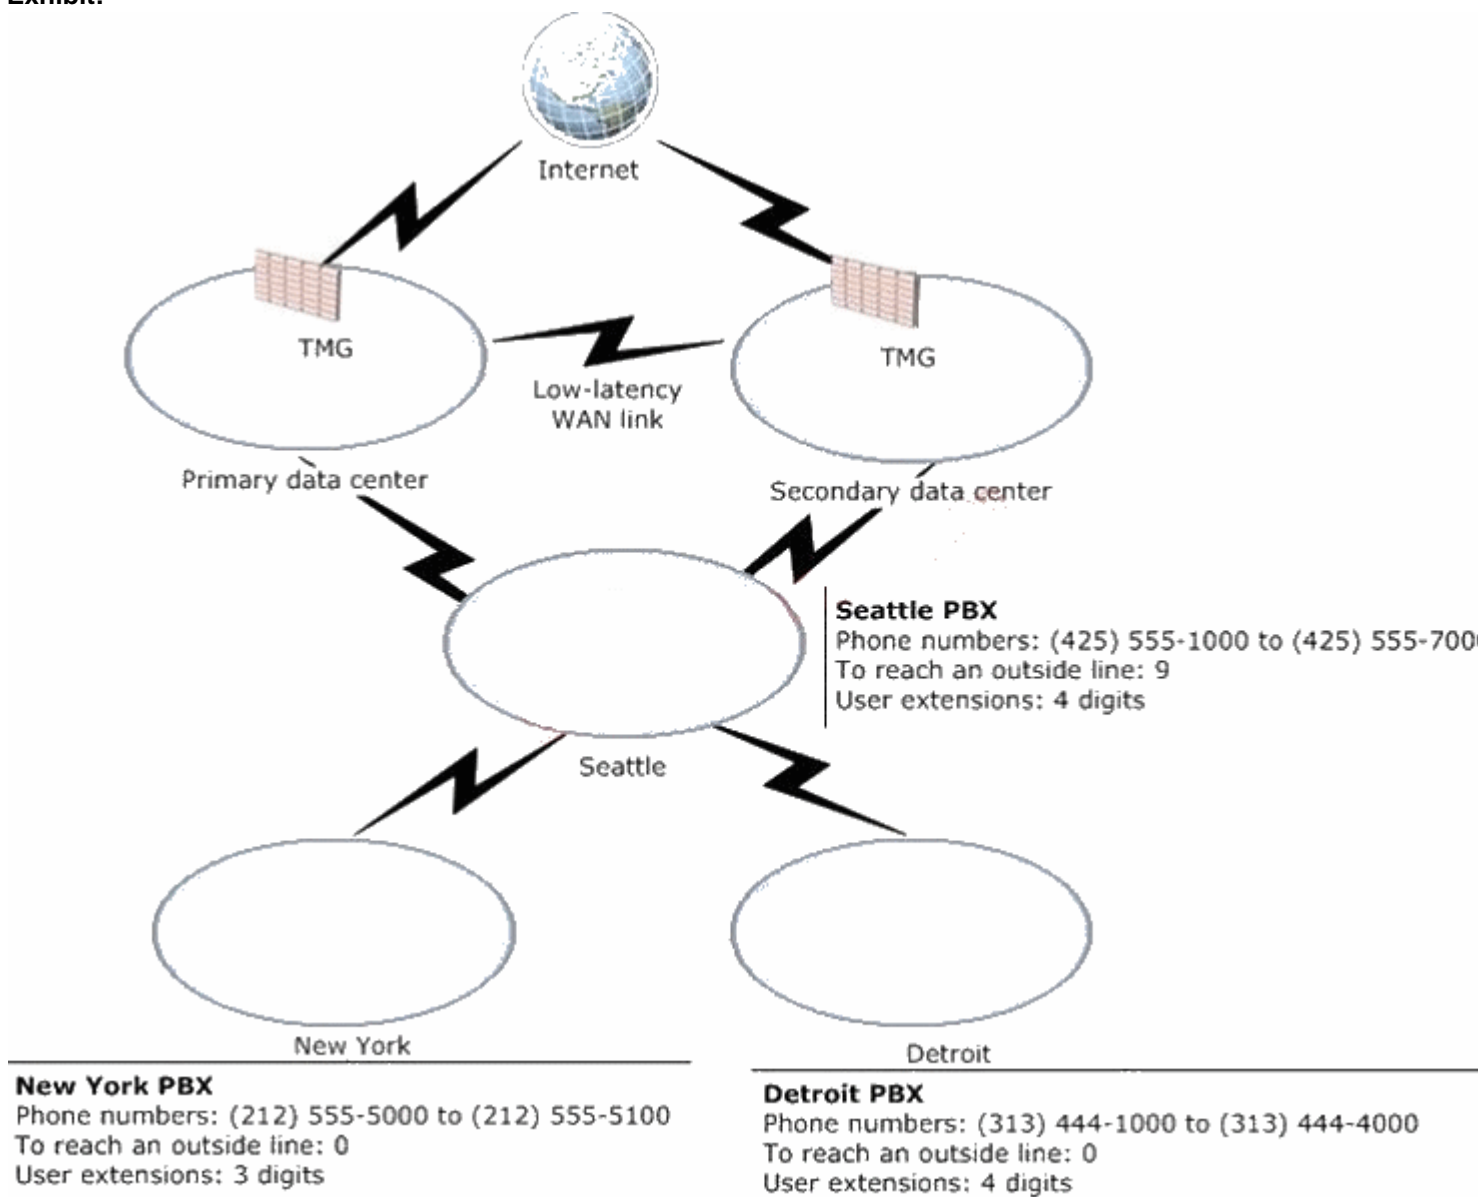 Exhibit:
Internet
TMG
TMG
Low-latency
WAN link
Primary data center
Secondary data center
Seattle PBX
Phone numbers: (425) 555-1000 to (425) 555-700
To reach an outside line: 9
User extensions: 4 digits
Seattle
New York
Detroit
New York PBX
Phone numbers: (212) 555-5000 to (212) 555-5100
To reach an outside line: 0
User extensions: 3 digits
Detroit PBX
Phone numbers: (313) 444-1000 to (313) 444-4000
To reach an outside line: 0
User extensions: 4 digits